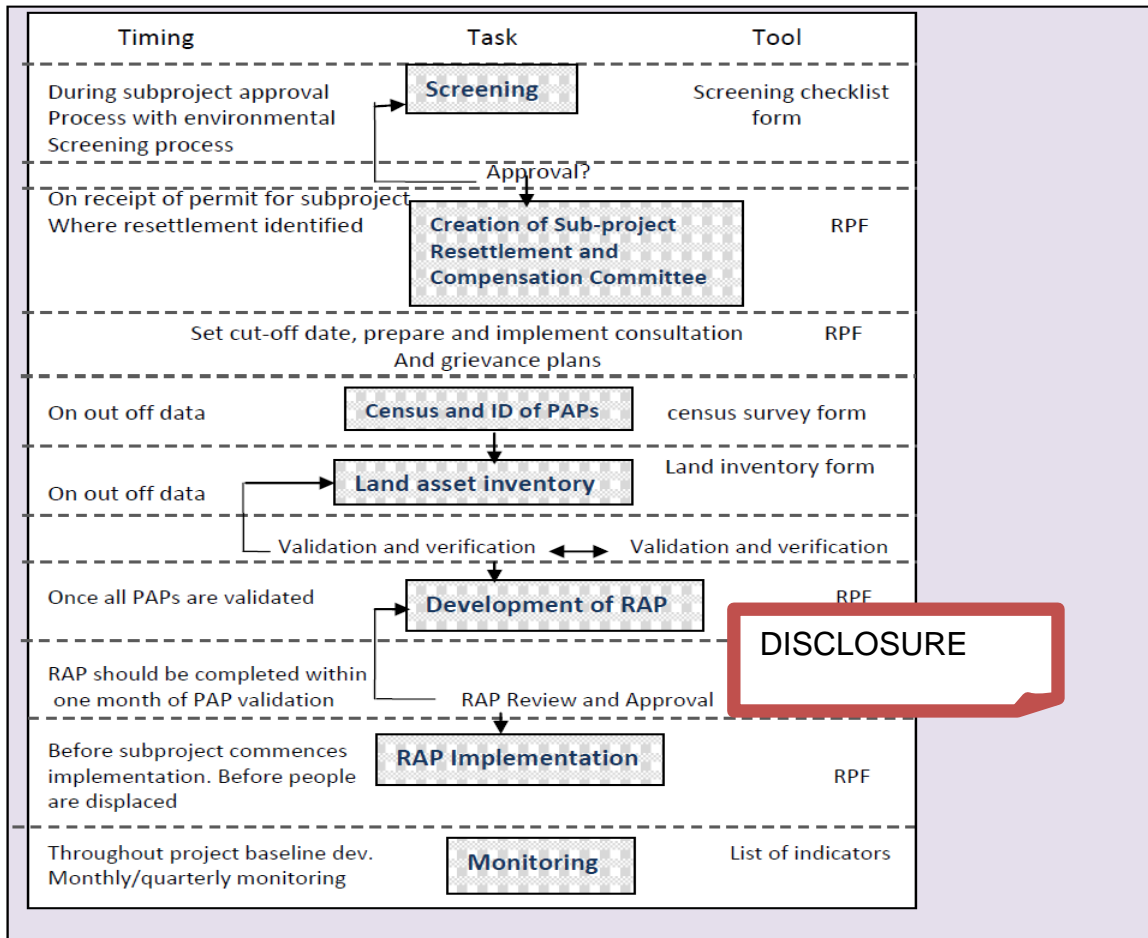 Timing Task Tool
During subproject approval
Process with environmental
Screening process
Screening
Screening checklist
form
Approval?
On receipt of permit for subproject
Where resettlement identified
Creation of Sub-project
Resettlement and
Compensation Committee
RPF
Set cut-off date, prepare and implement consultation
And grievance plans
RPF
On out off data
Census and ID of PAPs
census survey form
On out off data
Land asset inventory
Land inventory form
Validation and verification
Validation and verification
Once all PAPs are validated
Development of RAP
RPF
DISCLOSURE
RAP should be completed within
one month of PAP validation
RAP Review and Approval
Before subproject commences
implementation. Before people
are displaced
RAP Implementation
RPF
Throughout project baseline dev.
Monthly/quarterly monitoring
Monitoring
List of indicators